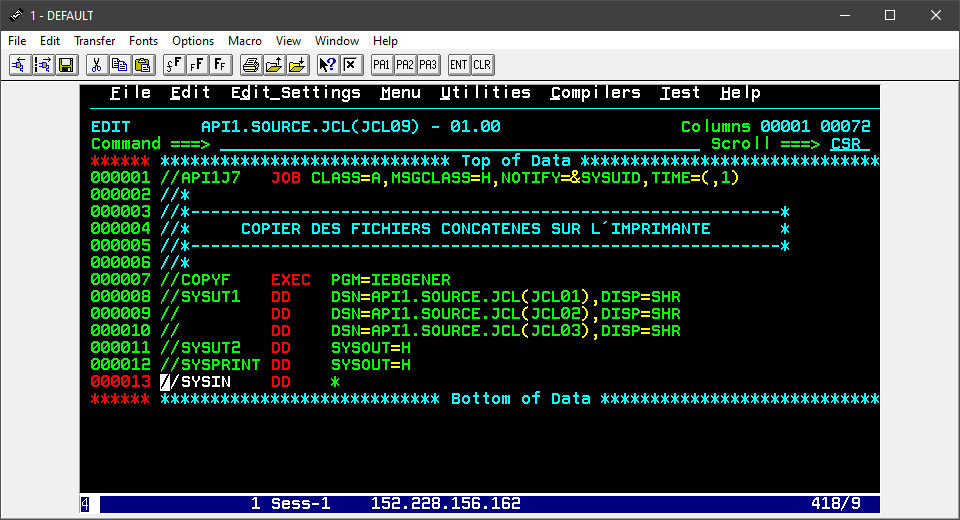 1 - DEFAULT
File Edit Transfer Fonts Options Macro View Window Help
PA1 PA2 PA3 ENT CLR
File Edit Edit_Settings Menu Utilities Compilers Test Help
EDIT API1.SOURCE.JCL(JCL09) - 01.00 Columns 00001 00072
Command ===> Scroll ===> CSR
****** ***************************** Top of Data ******************************
000001 //API1J7   JOB CLASS=A,MSGCLASS=H,NOTIFY=&SYSUID,TIME=(,1)
000002 //*
000003 //*-----------------------------------------------------------*
000004 //*     COPIER DES FICHIERS CONCATENES SUR L´IMPRIMANTE       *
000005 //*-----------------------------------------------------------*
000006 //*
000007 //COPYF    EXEC  PGM=IEBGENER
000008 //SYSUT1   DD    DSN=API1.SOURCE.JCL(JCL01),DISP=SHR
000009 //         DD    DSN=API1.SOURCE.JCL(JCL02),DISP=SHR
000010 //         DD    DSN=API1.SOURCE.JCL(JCL03),DISP=SHR
000011 //SYSUT2   DD    SYSOUT=H
000012 //SYSPRINT DD    SYSOUT=H
000013 //SYSIN    DD    *
****** **************************** Bottom of Data ****************************
4 1 Sess-1 152.228.156.162 418/9